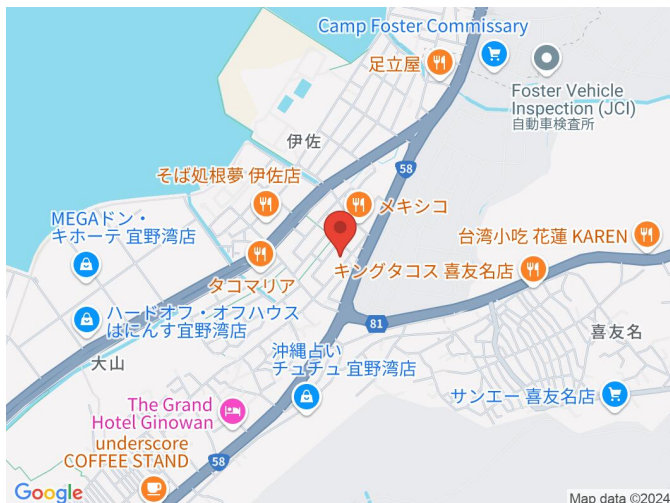 Camp Foster Commissary
足立屋
Foster Vehicle
Inspection (JCI)
自動車検査所
伊佐
58
そば処根夢 伊佐店
メキシコ
MEGAドン・
キホーテ 宜野湾店
台湾小吃 花蓮 KAREN
タコマリア
キングタコス 喜友名店
ハードオフ・オフハウス
はにんす宜野湾店
81
喜友名
大山
沖縄占い
チュチュ 宜野湾店
サンエー 喜友名店
The Grand
Hotel Ginowan
underscore
COFFEE STAND
58
Google
Map data ©2024